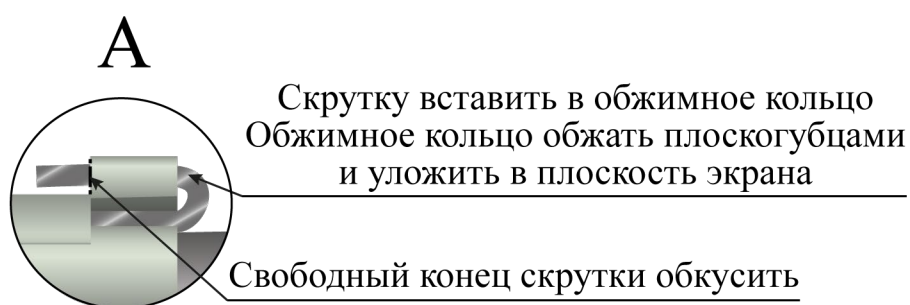 А
Скрутку вставить в обжимное кольцо
Обжимное кольцо обжать плоскогубцами
и уложить в плоскость экрана
Свободный конец скрутки обкусить